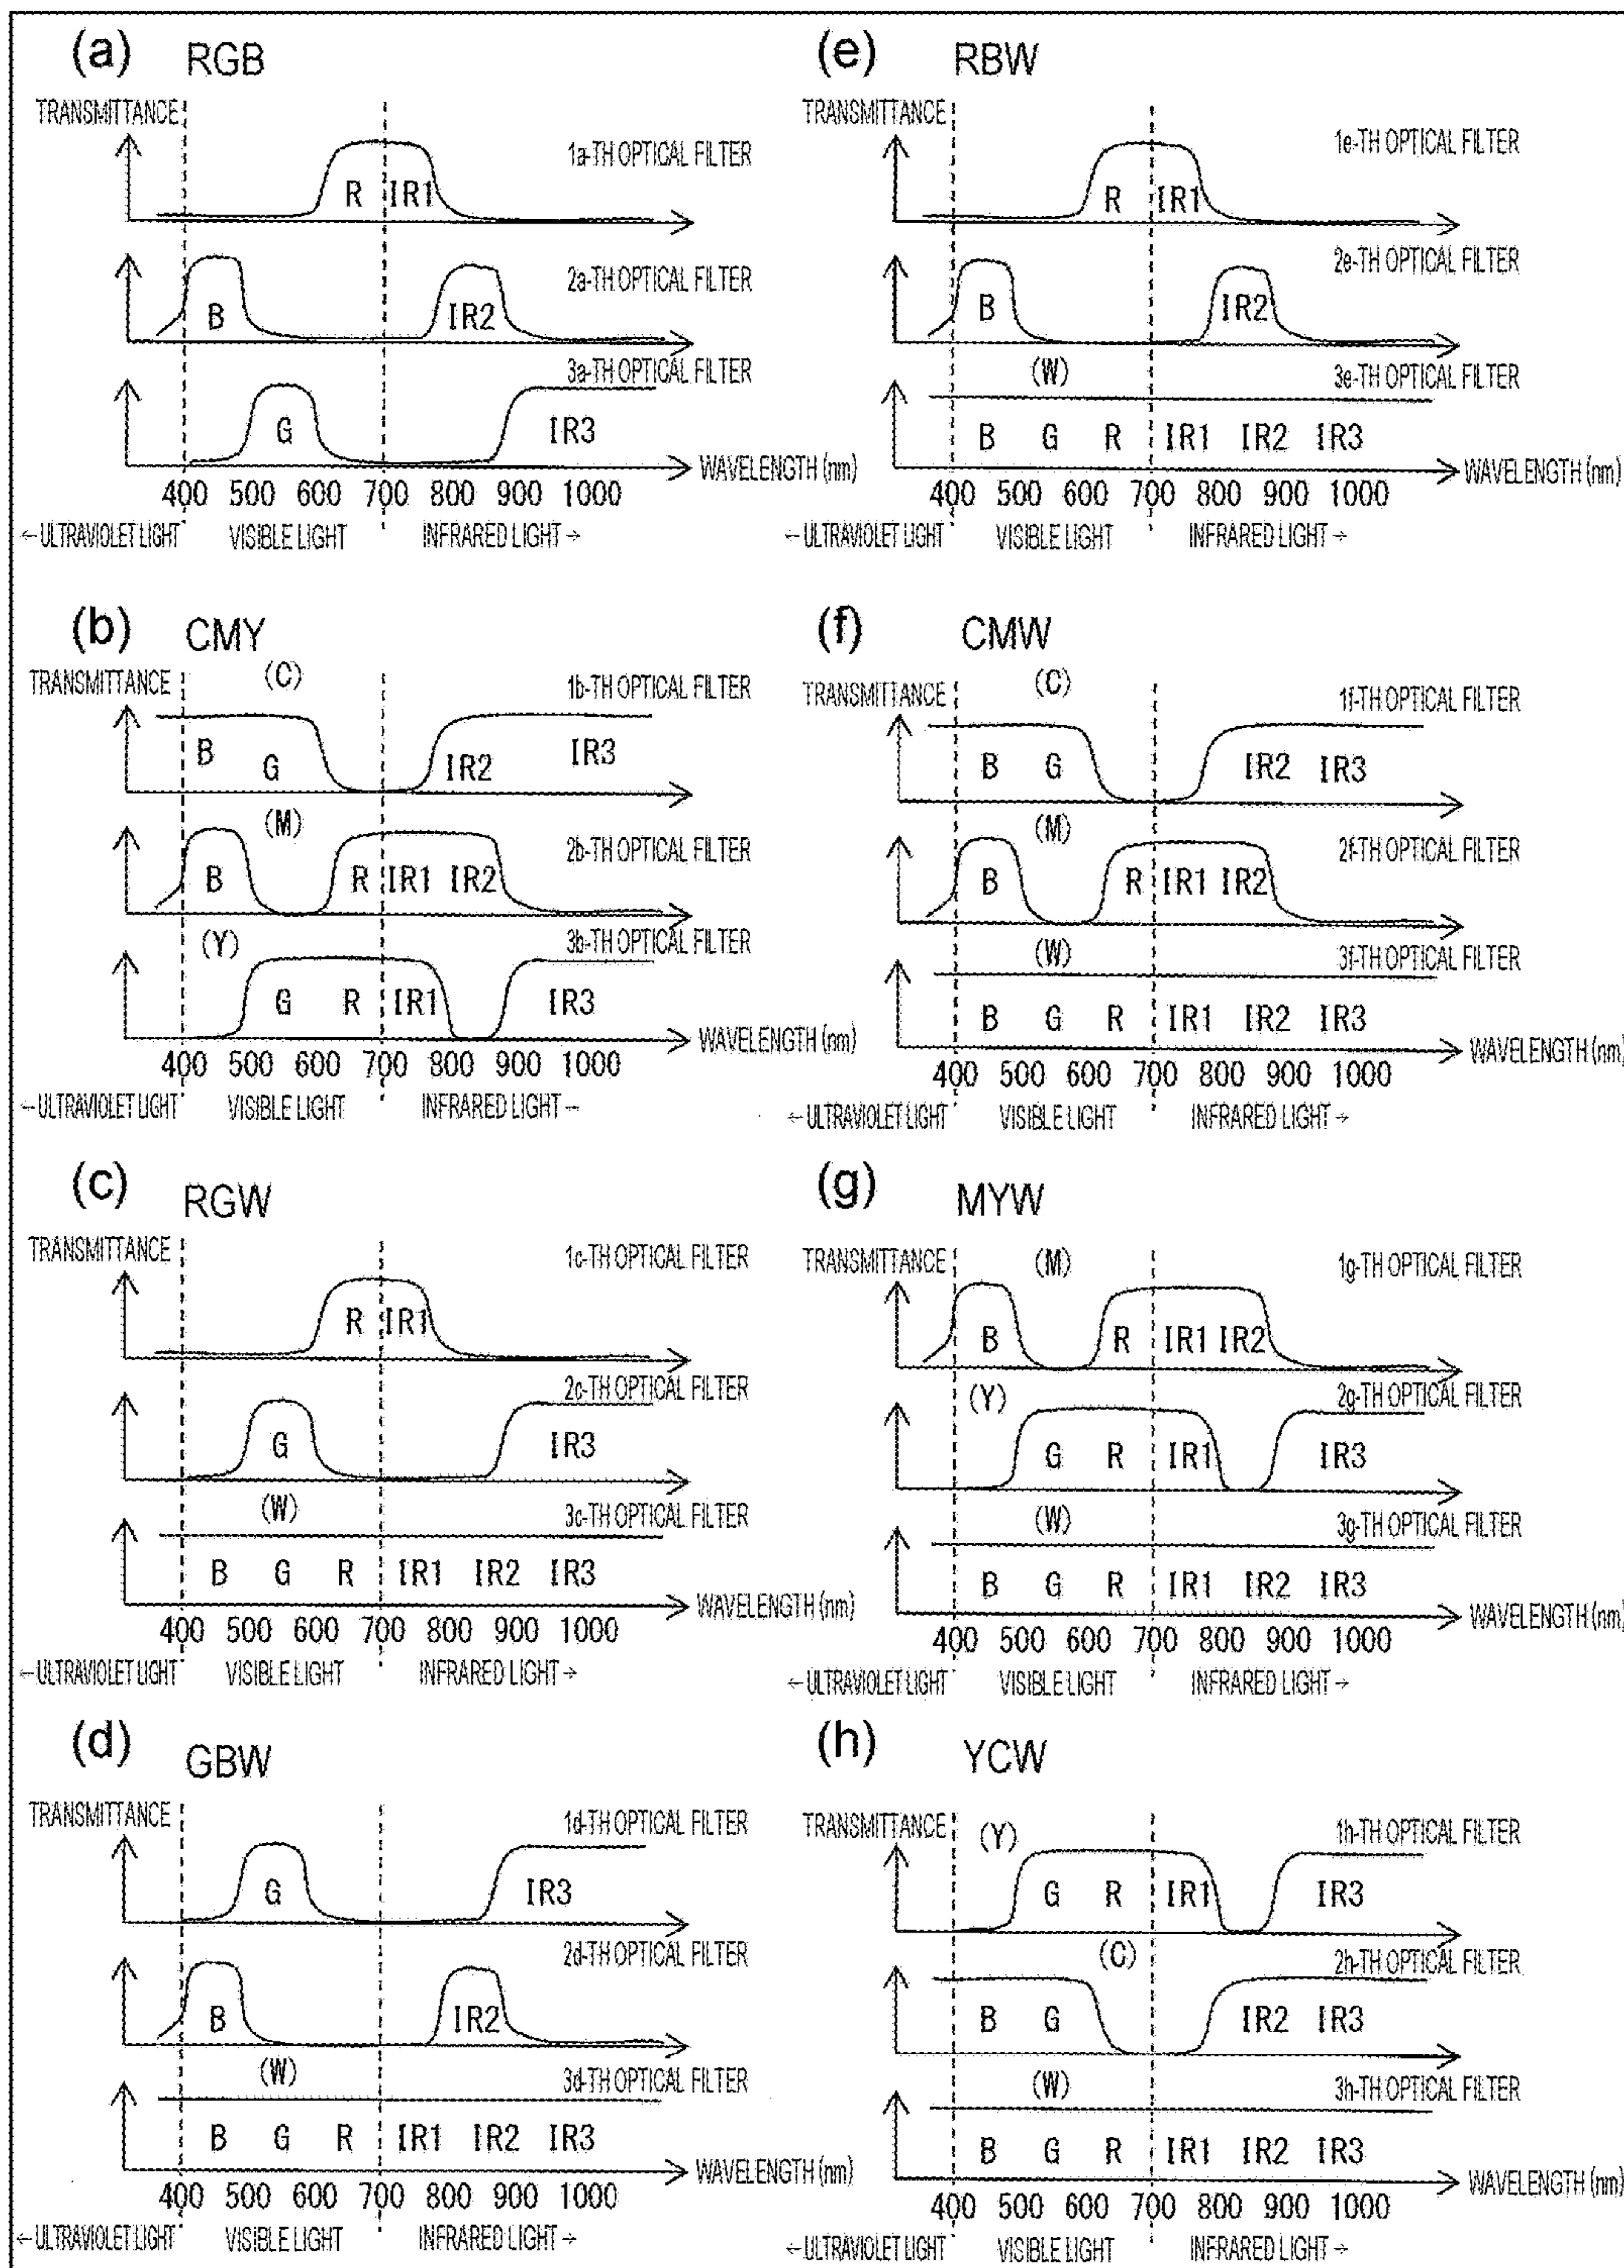 (a) RGB
TRANSMITTANCE
1a-TH OPTICAL FILTER
R IR1
2a-TH OPTICAL FILTER
B IR2
3a-TH OPTICAL FILTER
G IR3
WAVELENGTH (nm)
400 500 600 700 800 900 1000
←ULTRAVIOLET LIGHT VISIBLE LIGHT INFRARED LIGHT→
(b) CMY
(C)
TRANSMITTANCE
1b-TH OPTICAL FILTER
B G IR2 IR3
(M)
2b-TH OPTICAL FILTER
B R IR1 IR2
(Y)
3b-TH OPTICAL FILTER
G R IR1 IR3
WAVELENGTH (nm)
400 500 600 700 800 900 1000
←ULTRAVIOLET LIGHT VISIBLE LIGHT INFRARED LIGHT−
(c) RGW
TRANSMITTANCE
1c-TH OPTICAL FILTER
R IR1
2c-TH OPTICAL FILTER
G IR3
(W)
3c-TH OPTICAL FILTER
B G R IR1 IR2 IR3
WAVELENGTH (nm)
400 500 600 700 800 900 1000
←ULTRAVIOLET LIGHT VISIBLE LIGHT INFRARED LIGHT→
(d) GBW
TRANSMITTANCE
1d-TH OPTICAL FILTER
G IR3
2d-TH OPTICAL FILTER
B IR2
(W)
3d-TH OPTICAL FILTER
B G R IR1 IR2 IR3
WAVELENGTH (nm)
400 500 600 700 800 900 1000
←ULTRAVIOLET LIGHT VISIBLE LIGHT INFRARED LIGHT→
(e) RBW
TRANSMITTANCE
1e-TH OPTICAL FILTER
R IR1
2e-TH OPTICAL FILTER
B IR2
(W)
3e-TH OPTICAL FILTER
B G R IR1 IR2 IR3
WAVELENGTH (nm)
400 500 600 700 800 900 1000
←ULTRAVIOLET LIGHT VISIBLE LIGHT INFRARED LIGHT→
(f) CMW
(C)
TRANSMITTANCE
1f-TH OPTICAL FILTER
B G IR2 IR3
(M)
2f-TH OPTICAL FILTER
B R IR1 IR2
(W)
3f-TH OPTICAL FILTER
B G R IR1 IR2 IR3
WAVELENGTH (nm)
400 500 600 700 800 900 1000
←ULTRAVIOLET LIGHT VISIBLE LIGHT INFRARED LIGHT→
(g) MYW
TRANSMITTANCE
(M)
1g-TH OPTICAL FILTER
B R IR1 IR2
(Y)
2g-TH OPTICAL FILTER
G R IR1 IR3
(W)
3g-TH OPTICAL FILTER
B G R IR1 IR2 IR3
WAVELENGTH (nm)
400 500 600 700 800 900 1000
←ULTRAVIOLET LIGHT VISIBLE LIGHT INFRARED LIGHT→
(h) YCW
TRANSMITTANCE
(Y)
1h-TH OPTICAL FILTER
G R IR1 IR3
(C)
2h-TH OPTICAL FILTER
B G IR2 IR3
(W)
3h-TH OPTICAL FILTER
B G R IR1 IR2 IR3
WAVELENGTH (nm)
400 500 600 700 800 900 1000
←ULTRAVIOLET LIGHT VISIBLE LIGHT INFRARED LIGHT→